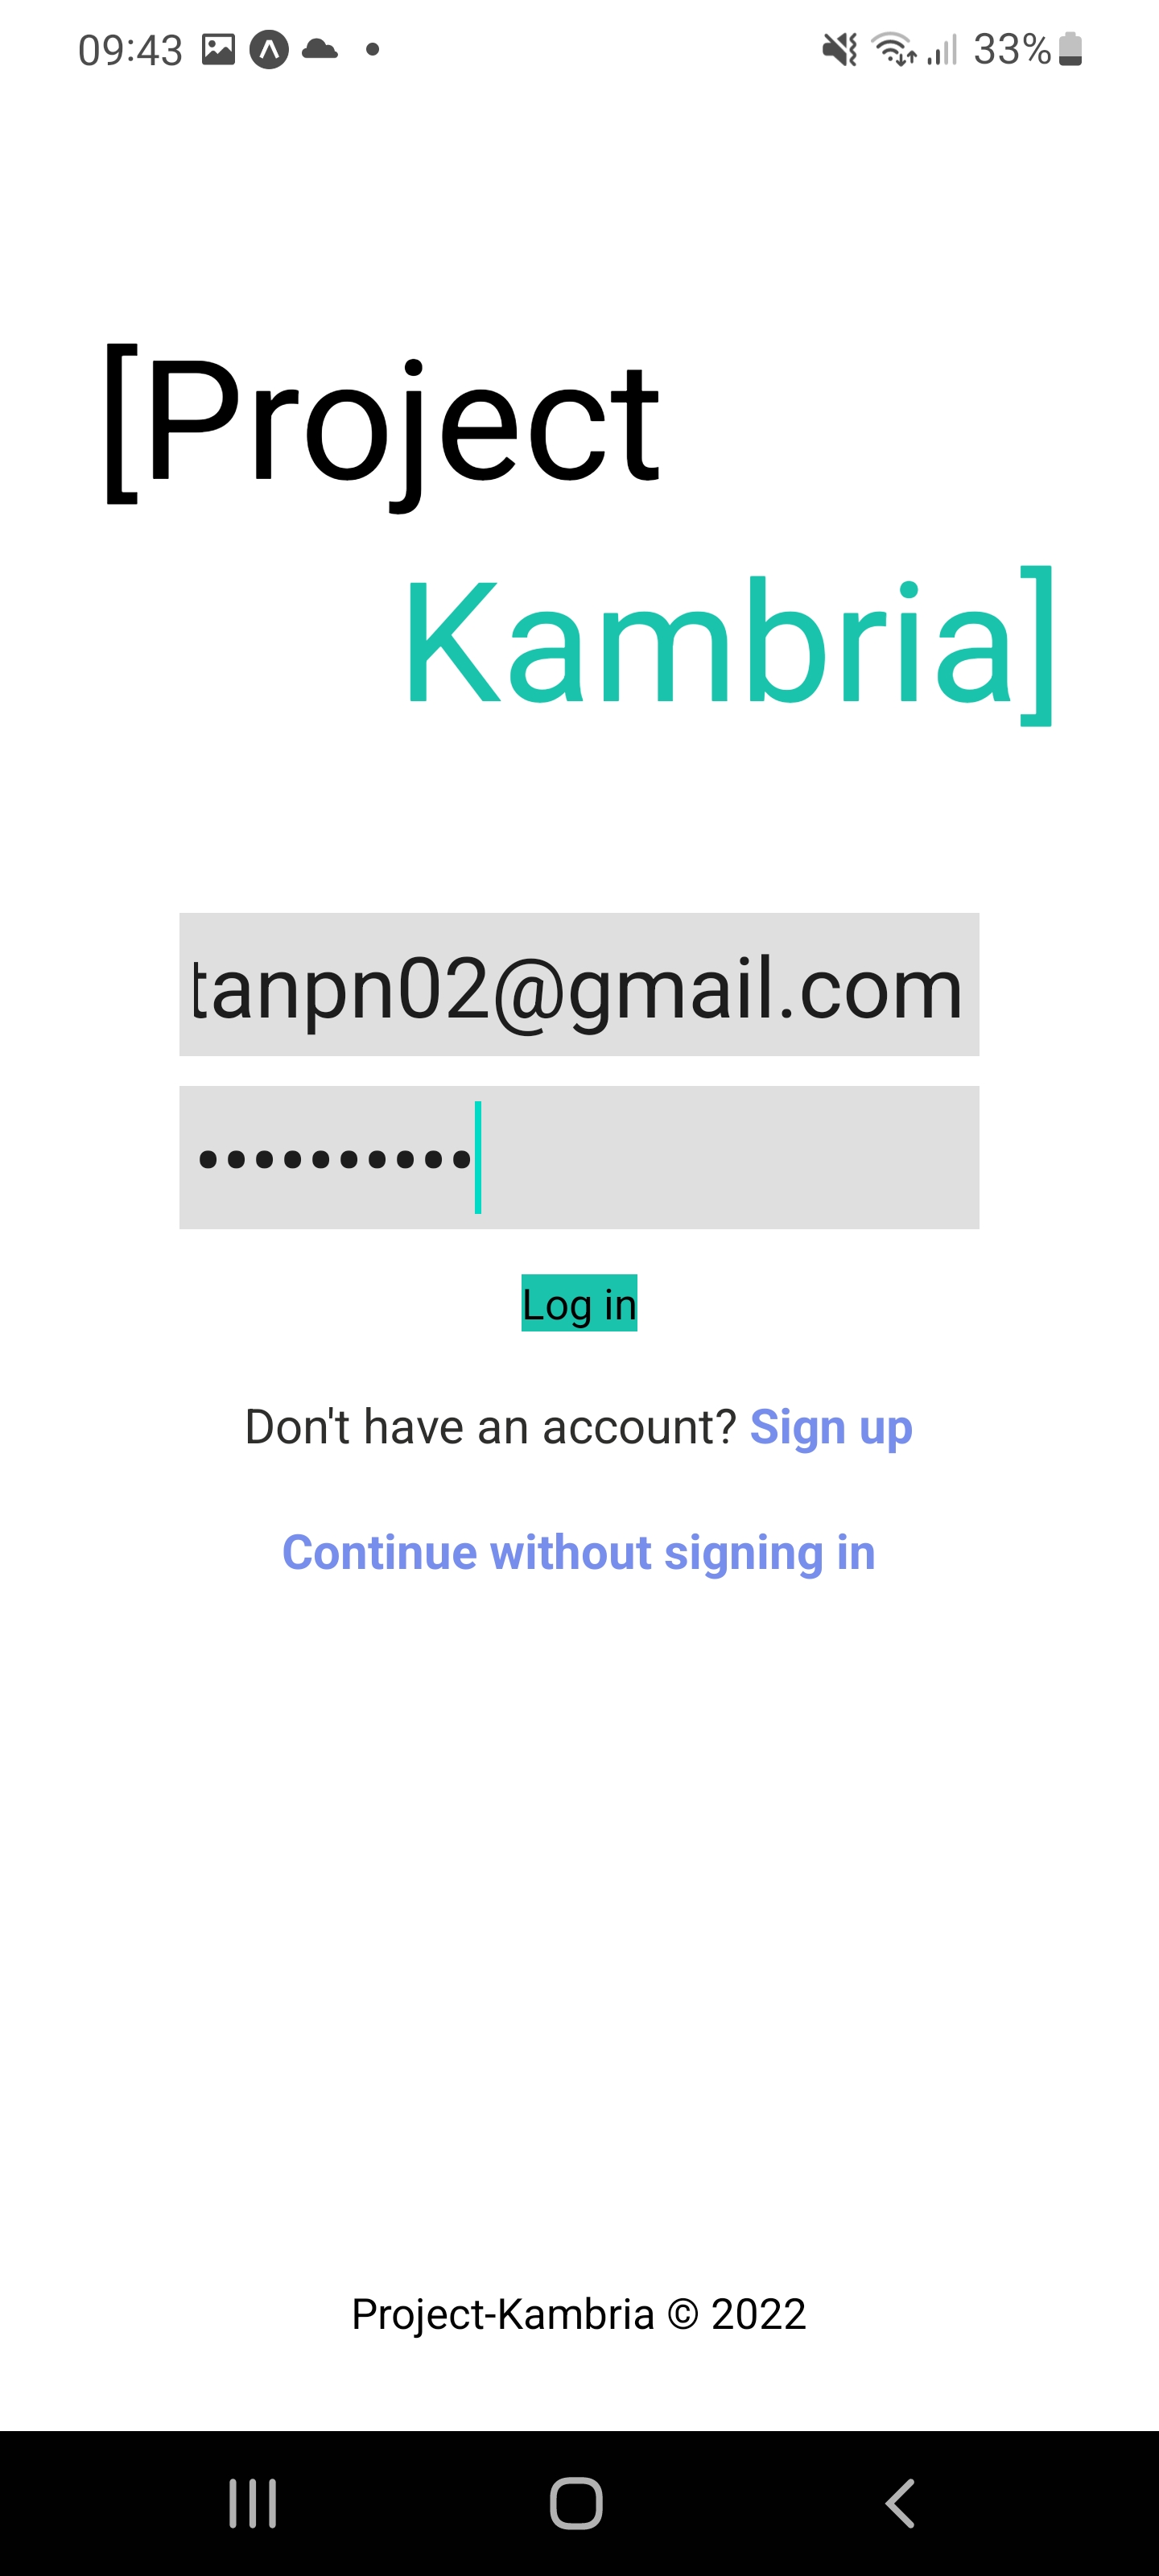 09:43 33%
[Project
Kambria]
tanpn02@gmail.com
••••••••••
Log in
Don't have an account? Sign up
Continue without signing in
Project-Kambria © 2022